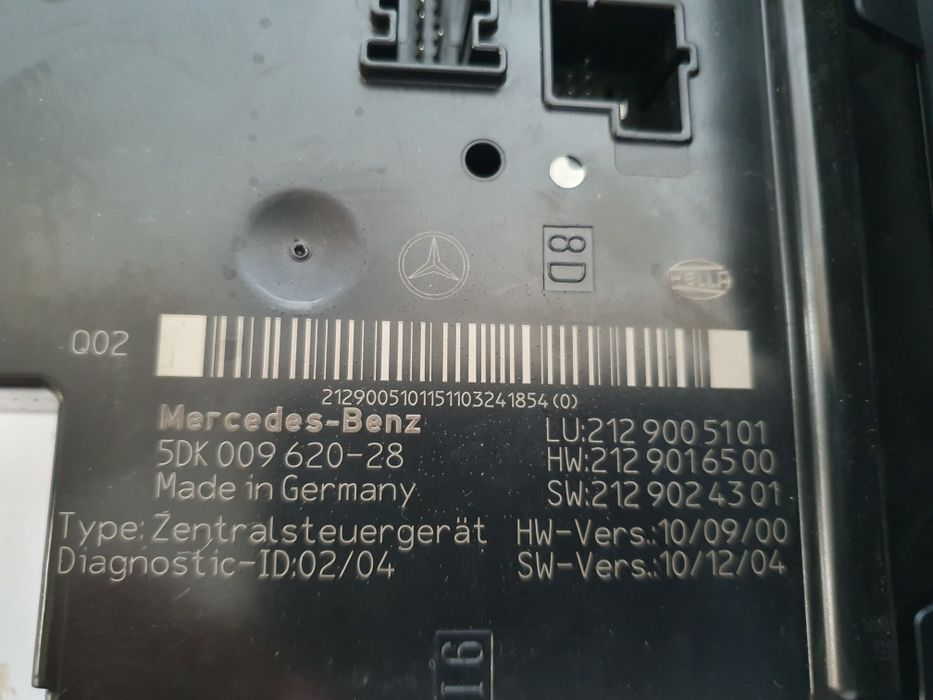 8D
HELLA
Q02
2129005101151103241854(0)
Mercedes-Benz
5DK 009 620-28
Made in Germany
LU:212 900 51 01
HW:212 901 65 00
SW:212 902 43 01
Type: Zentralsteuergerät
Diagnostic-ID:02/04
HW-Vers.:10/09/00
SW-Vers.:10/12/04
16